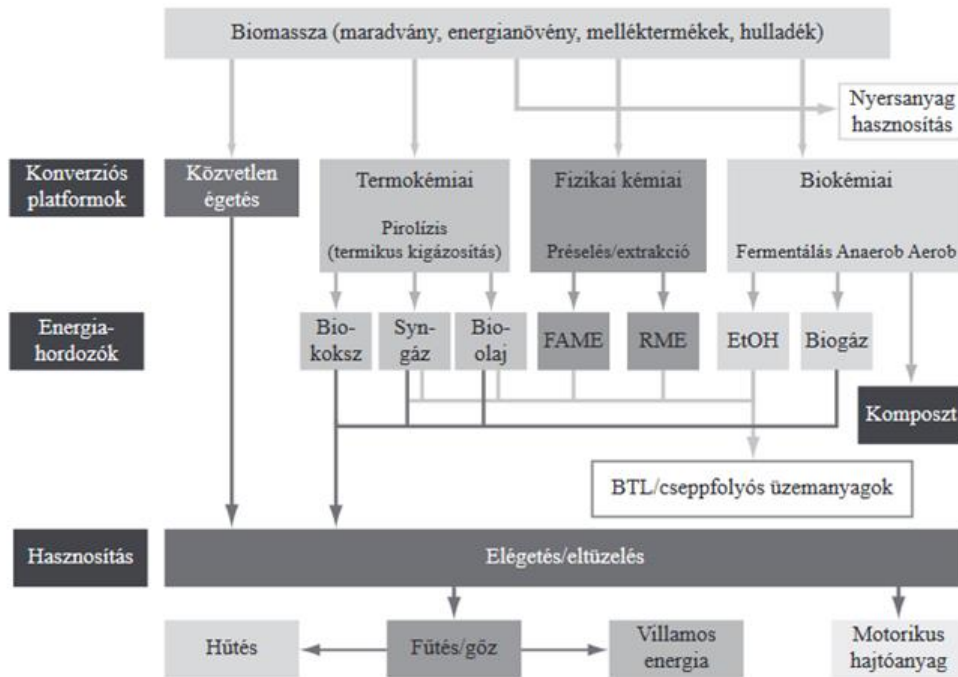 Biomassza (maradvány, energianövény, melléktermékek, hulladék)
Nyersanyag
hasznosítás
Konverziós
platformok
Közvetlen
égetés
Termokémiai
Pirolízis
(termikus kigázosítás)
Fizikai kémiai
Préselés/extrakció
Biokémiai
Fermentálás Anaerob Aerob
Energia-
hordozók
Bio-
koksz
Syn-
gáz
Bio-
olaj
FAME
RME
EtOH
Biogáz
Komposzt
BTL/cseppfolyós üzemanyagok
Hasznosítás
Elégetés/eltüzelés
Hűtés
Fűtés/gőz
Villamos
energia
Motorikus
hajtóanyag